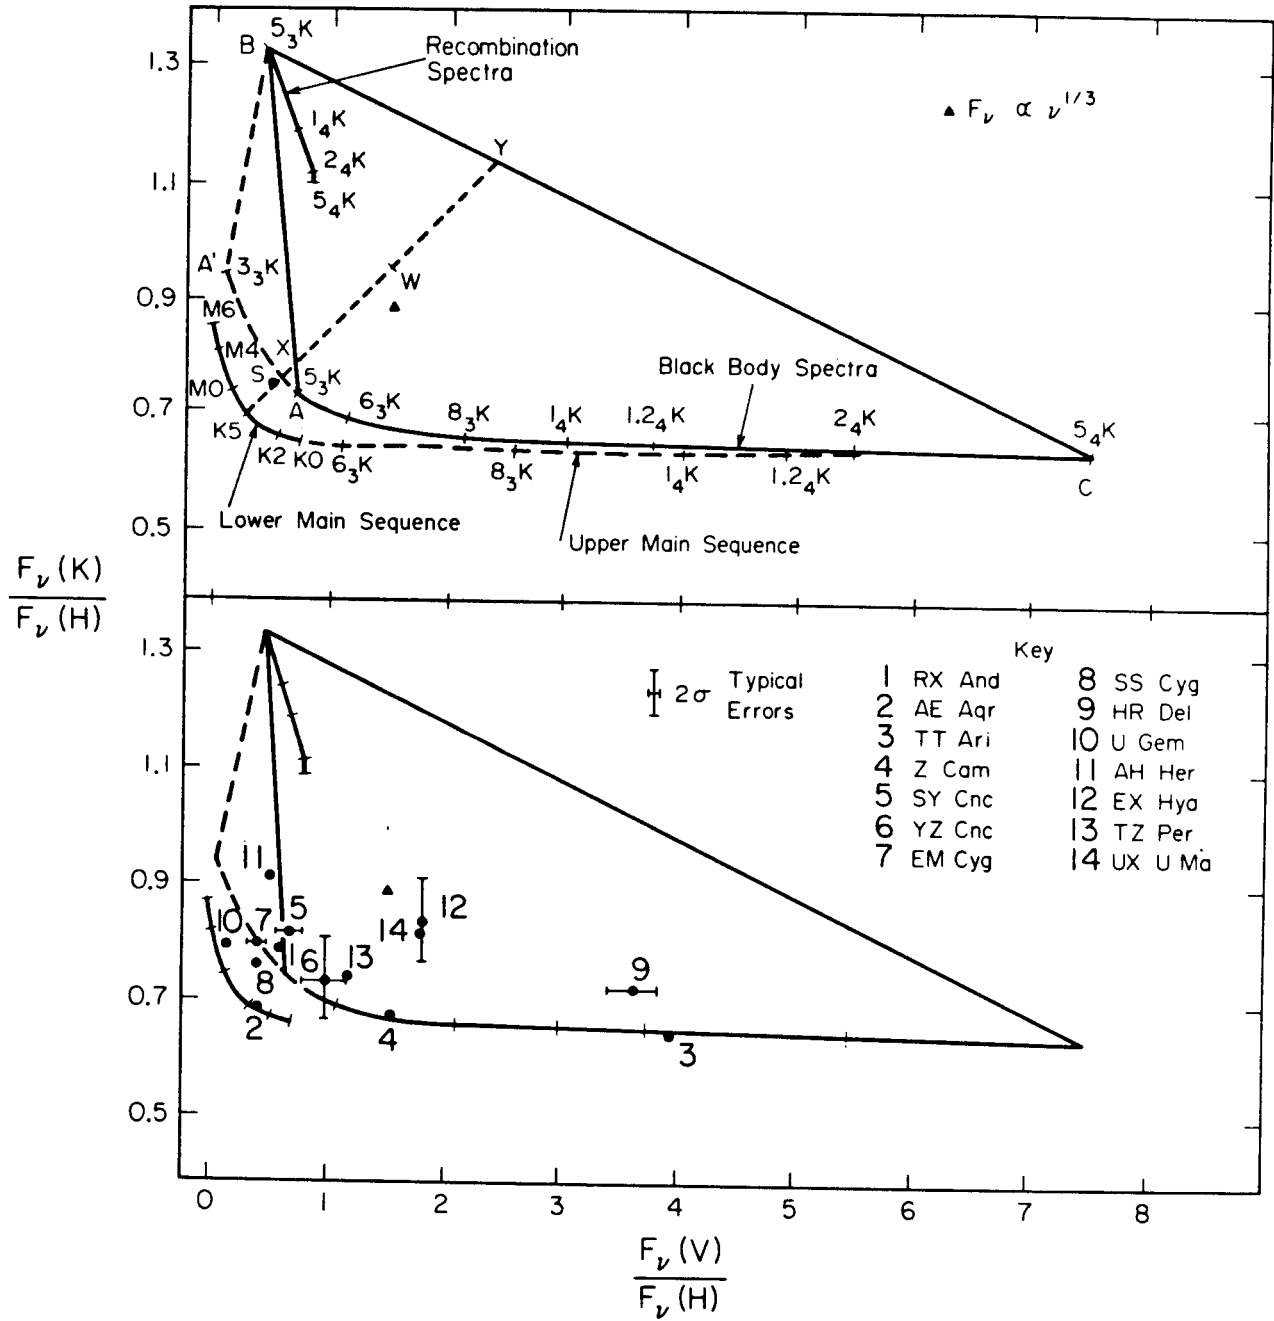 B 5₃K
Recombination
Spectra
1.3
▲ Fν ∝ ν^1/3
1₄K
Y
2₄K
1.1
5₄K
A' 3₃K
W
0.9
M6
M4 X
S
Black Body Spectra
M0
5₃K
0.7
A
6₃K 8₃K 1₄K 1.2₄K 2₄K 5₄K
K5
K2 K0 6₃K 8₃K 1₄K 1.2₄K
C
Lower Main Sequence
0.5
Upper Main Sequence
Fν(K)
Fν(H)
1.3
Key
2σ Typical
Errors
1 RX And
2 AE Aqr
3 TT Ari
4 Z Cam
5 SY Cnc
6 YZ Cnc
7 EM Cyg
8 SS Cyg
9 HR Del
10 U Gem
11 AH Her
12 EX Hya
13 TZ Per
14 UX U Ma
1.1
11
0.9
10 7 5 14 12
1 6 13 9
8
0.7
2 4 3
0.5
0 1 2 3 4 5 6 7 8
Fν(V)
Fν(H)